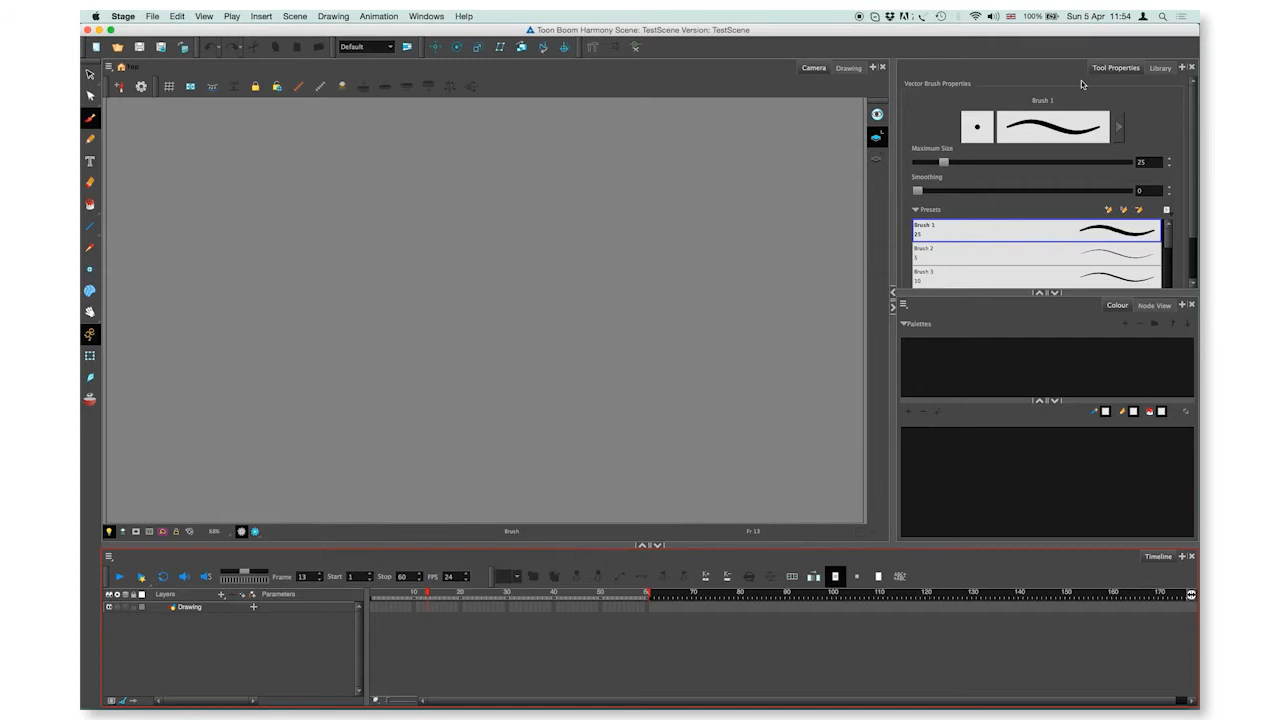 Stage File Edit View Play Insert Scene Drawing Animation Windows Help 100% Sun 5 Apr 11:54
Toon Boom Harmony Scene: TestScene Version: TestScene
Default
Top Camera Drawing
Tool Properties Library
Vector Brush Properties
Brush 1
Maximum Size
25
Smoothing
0
Presets
Brush 1
25
Brush 2
5
Brush 3
10
Colour Node View
Palettes
68% Brush Fr 13
Timeline
Frame 13 Start 1 Stop 60 FPS 24
Layers Parameters 10 20 30 40 50 60 70 80 90 100 110 120 130 140 150 160 170
Drawing